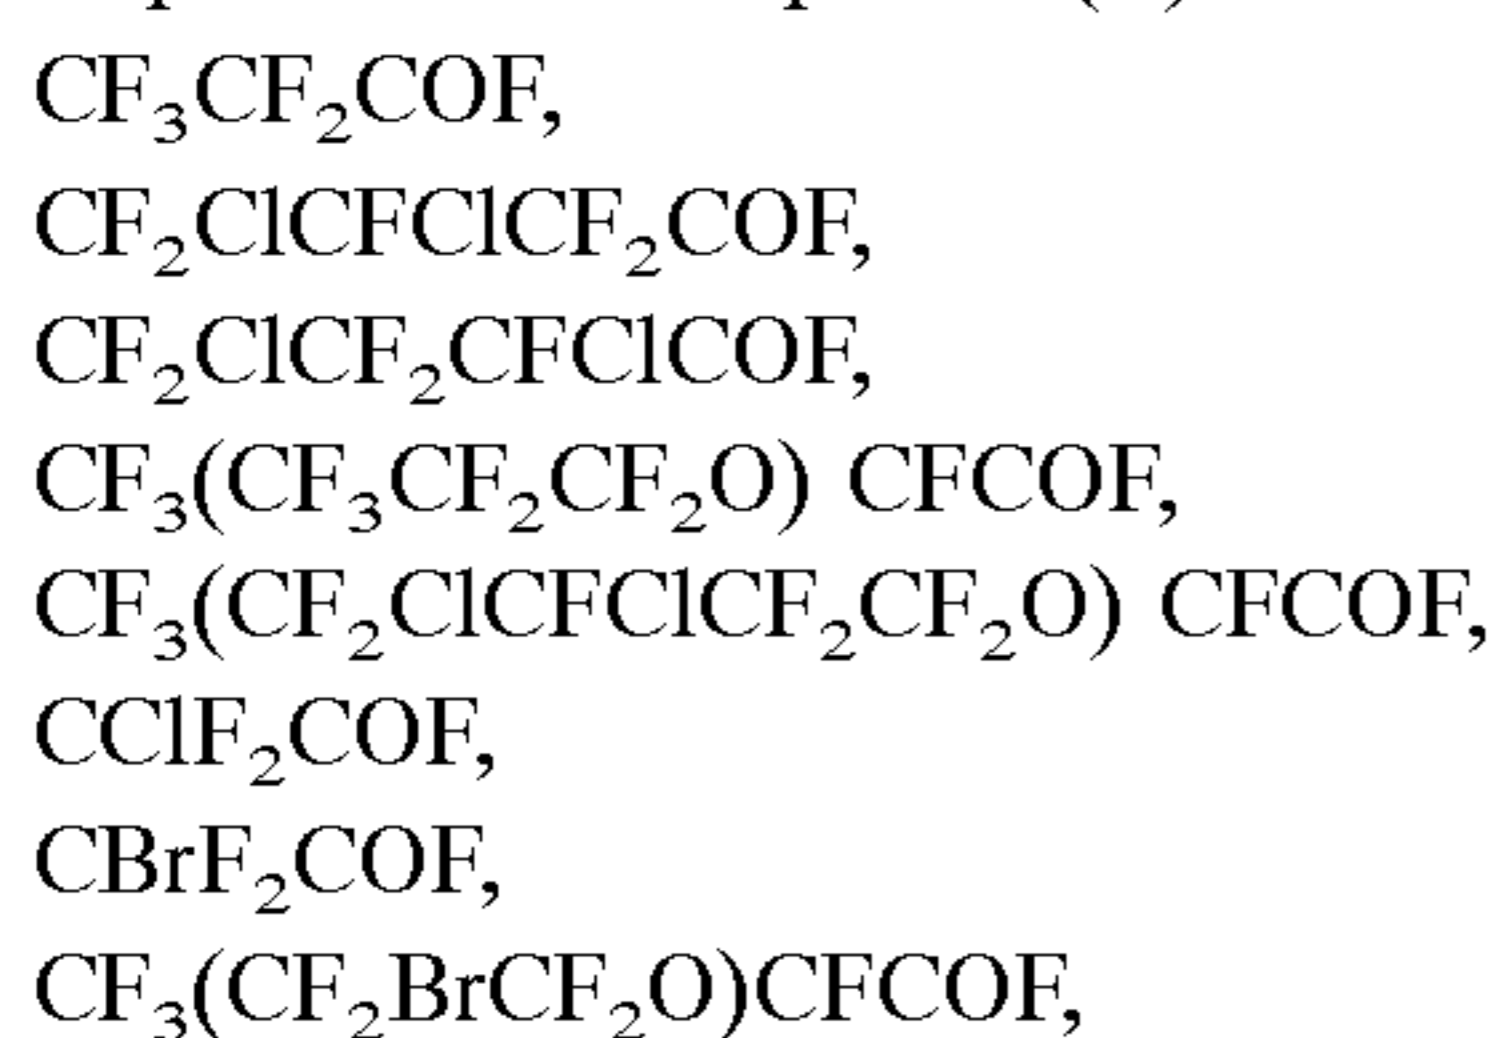 CF₃CF₂COF,
CF₂ClCFClCF₂COF,
CF₂ClCF₂CFClCOF,
CF₃(CF₃CF₂CF₂O) CFCOF,
CF₃(CF₂ClCFClCF₂CF₂O) CFCOF,
CClF₂COF,
CBrF₂COF,
CF₃(CF₂BrCF₂O)CFCOF,